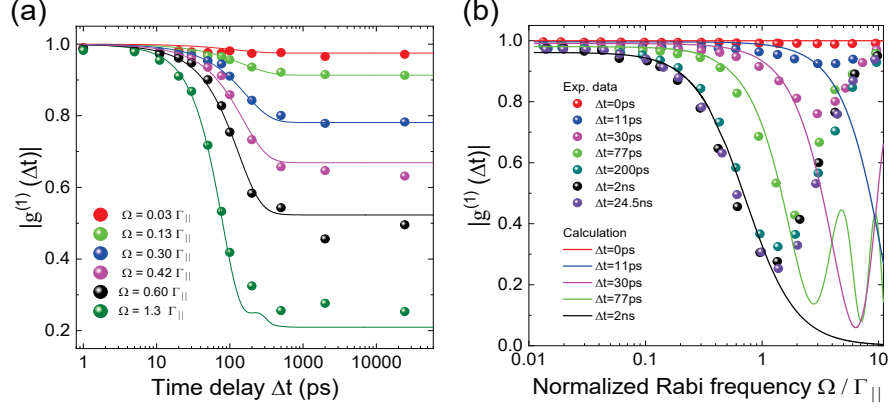 (a)
1.0
0.8
0.6
0.4
0.2
|g(1) (Δt)|
Ω = 0.03 Γ||
Ω = 0.13 Γ||
Ω = 0.30 Γ||
Ω = 0.42 Γ||
Ω = 0.60 Γ||
Ω = 1.3 Γ||
1 10 100 1000 10000
Time delay Δt (ps)
(b)
1.0
0.8
0.6
0.4
0.2
0.0
|g(1) (Δt)|
Exp. data
Δt=0ps
Δt=11ps
Δt=30ps
Δt=77ps
Δt=200ps
Δt=2ns
Δt=24.5ns
Calculation
Δt=0ps
Δt=11ps
Δt=30ps
Δt=77ps
Δt=2ns
0.01 0.1 1 10
Normalized Rabi frequency Ω / Γ||